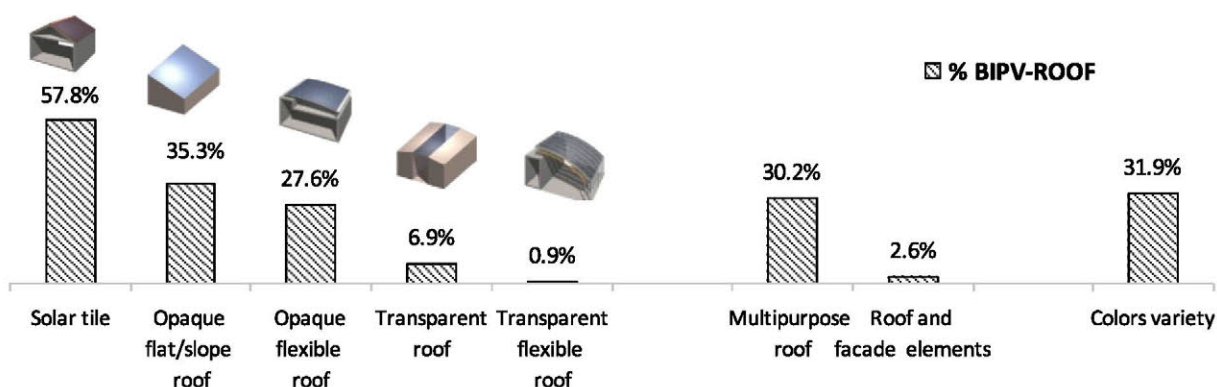 % BIPV-ROOF
57.8%
35.3%
27.6%
6.9%
0.9%
30.2%
2.6%
31.9%
Solar tile
Opaque
flat/slope
roof
Opaque
flexible
roof
Transparent
roof
Transparent
flexible
roof
Multipurpose
roof
Roof and
facade elements
Colors variety